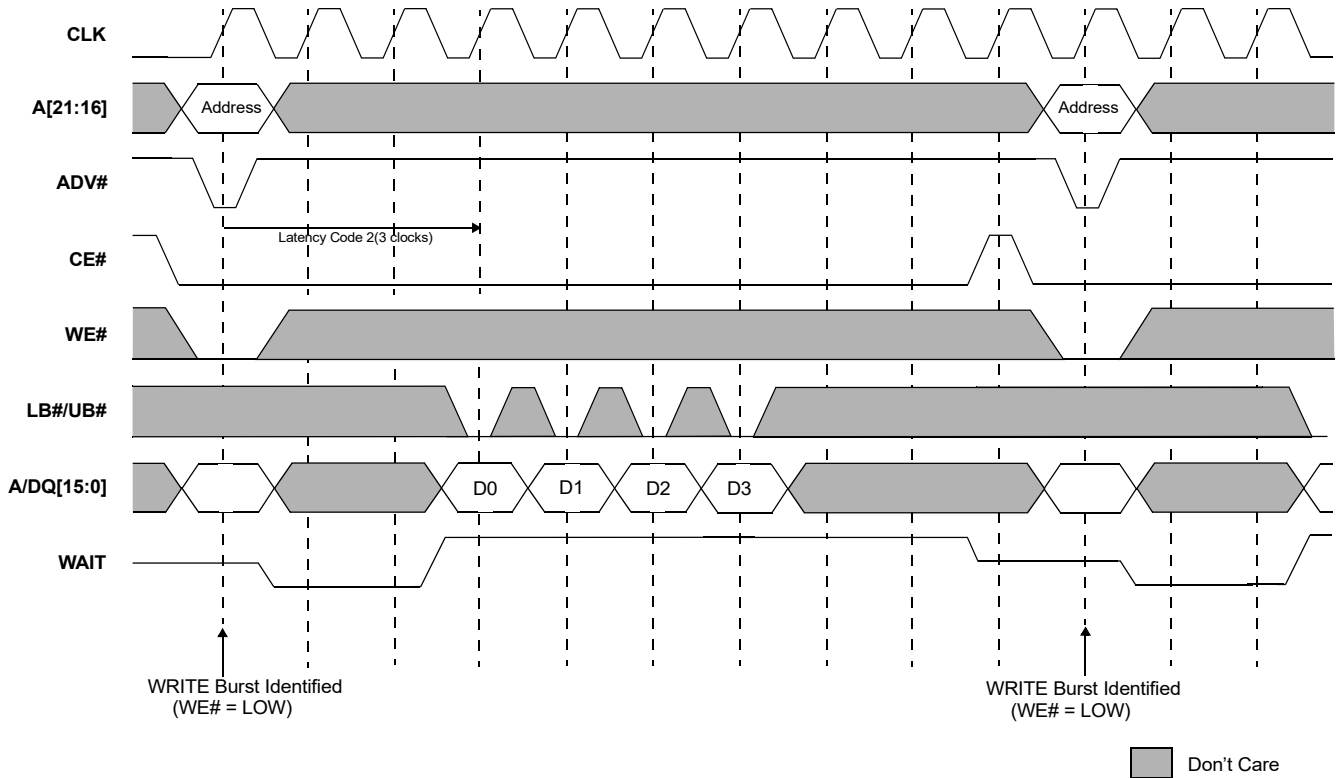 CLK
A[21:16]
Address
Address
ADV#
Latency Code 2(3 clocks)
CE#
WE#
LB#/UB#
A/DQ[15:0]
D0
D1
D2
D3
WAIT
WRITE Burst Identified
(WE# = LOW)
WRITE Burst Identified
(WE# = LOW)
Don't Care